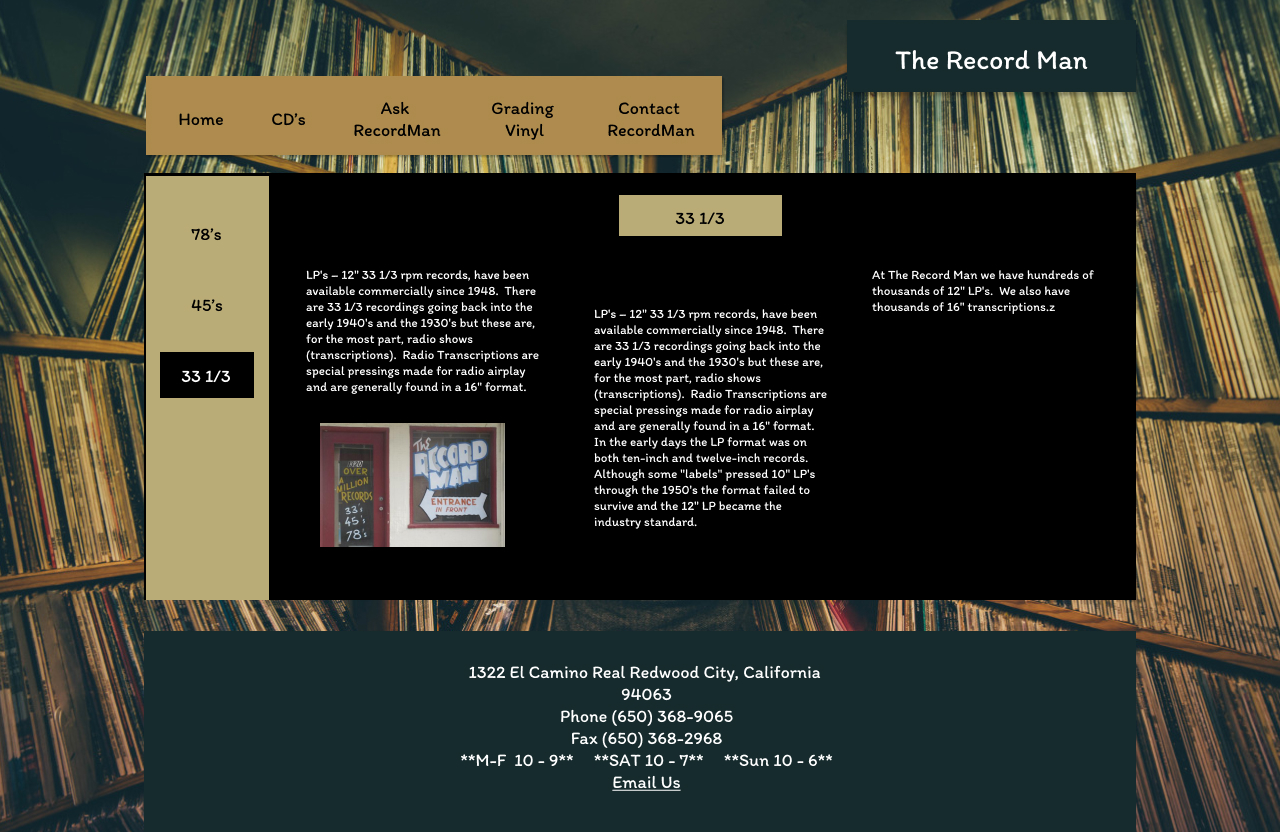 The Record Man
Home
CD's
Ask
RecordMan
Grading
Vinyl
Contact
RecordMan
78's
45's
33 1/3
33 1/3
LP's – 12" 33 1/3 rpm records, have been
available commercially since 1948.  There
are 33 1/3 recordings going back into the
early 1940's and the 1930's but these are,
for the most part, radio shows
(transcriptions).  Radio Transcriptions are
special pressings made for radio airplay
and are generally found in a 16" format.
The
RECORD
MAN
ENTRANCE
IN FRONT
1320
OVER
A
MILLION
RECORDS
33's
45's
78's
LP's – 12" 33 1/3 rpm records, have been
available commercially since 1948.  There
are 33 1/3 recordings going back into the
early 1940's and the 1930's but these are,
for the most part, radio shows
(transcriptions).  Radio Transcriptions are
special pressings made for radio airplay
and are generally found in a 16" format.
In the early days the LP format was on
both ten-inch and twelve-inch records.
Although some "labels" pressed 10" LP's
through the 1950's the format failed to
survive and the 12" LP became the
industry standard.
At The Record Man we have hundreds of
thousands of 12" LP's.  We also have
thousands of 16" transcriptions.z
1322 El Camino Real Redwood City, California
94063
Phone (650) 368-9065
Fax (650) 368-2968
**M-F  10 - 9**     **SAT 10 - 7**     **Sun 10 - 6**
Email Us